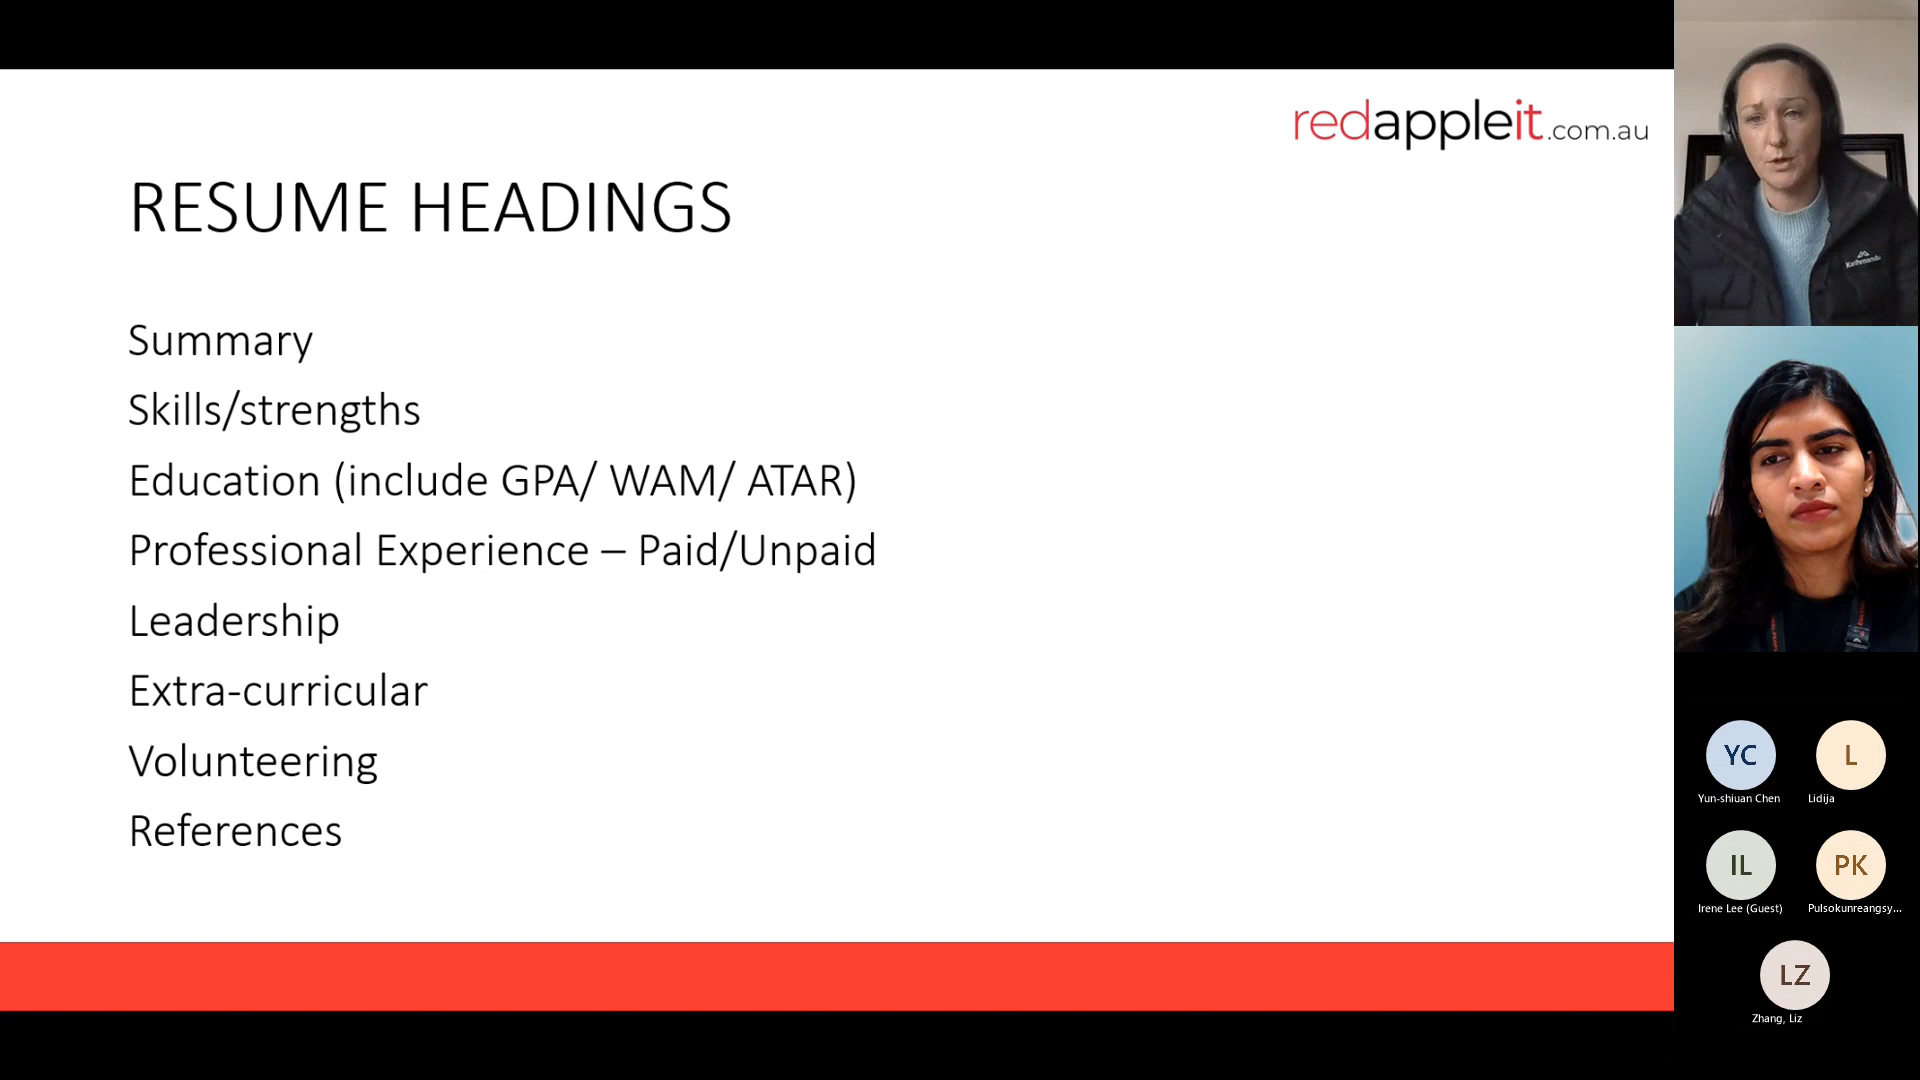 redappleit.com.au
RESUME HEADINGS
Summary
Skills/strengths
Education (include GPA/ WAM/ ATAR)
Professional Experience – Paid/Unpaid
Leadership
Extra-curricular
Volunteering
References
Kathmandu
YC
Yun-shiuan Chen
L
Lidija
IL
Irene Lee (Guest)
PK
Pulsokunreangsy...
LZ
Zhang, Liz